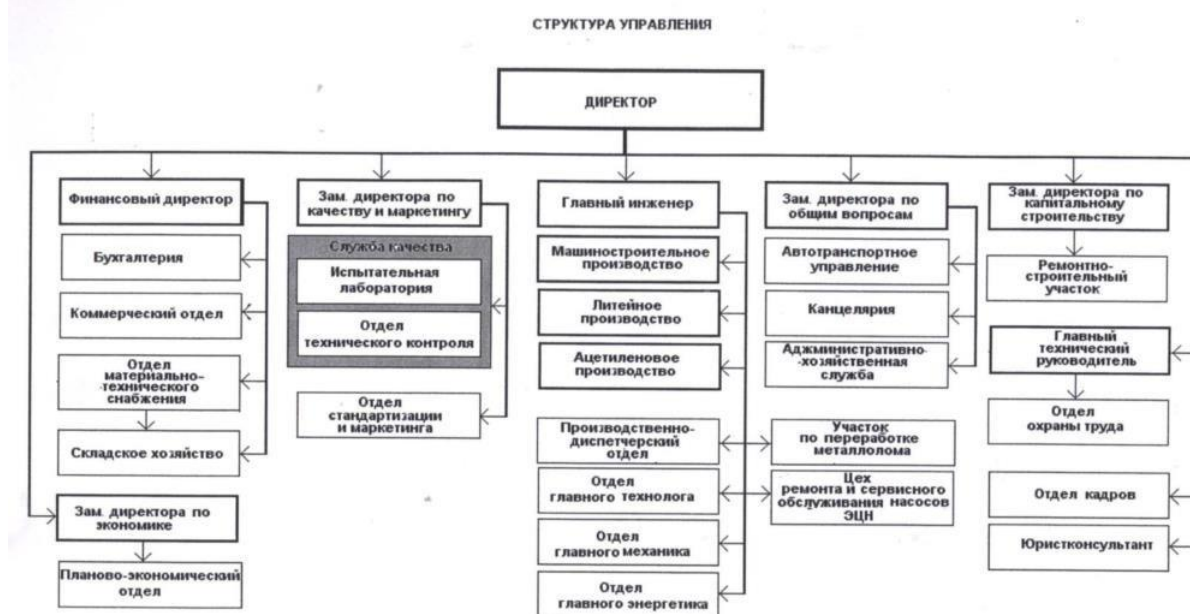 СТРУКТУРА УПРАВЛЕНИЯ
ДИРЕКТОР
Финансовый директор
Бухгалтерия
Коммерческий отдел
Отдел
материально-
технического
снабжения
Складское хозяйство
Зам. директора по
экономике
Планово-экономический
отдел
Зам. директора по
качеству и маркетингу
Служба качества
Испытательная
лаборатория
Отдел
технического контроля
Отдел
стандартизации
и маркетинга
Главный инженер
Машиностроительное
производство
Литейное
производство
Ацетиленовое
производство
Производственно-
диспетчерский
отдел
Отдел
главного технолога
Отдел
главного механика
Отдел
главного энергетика
Зам. директора по
общим вопросам
Автотранспортное
управление
Канцелярия
Аджминистративно-
-хозяйственная
служба
Участок
по переработке
металлолома
Цех
ремонта и сервисного
обслуживания насосов
ЭЦН
Зам. директора по
капитальному
строительству
Ремонтно-
строительный
участок
Главный
технический
руководитель
Отдел
охраны труда
Отдел кадров
Юристконсультант